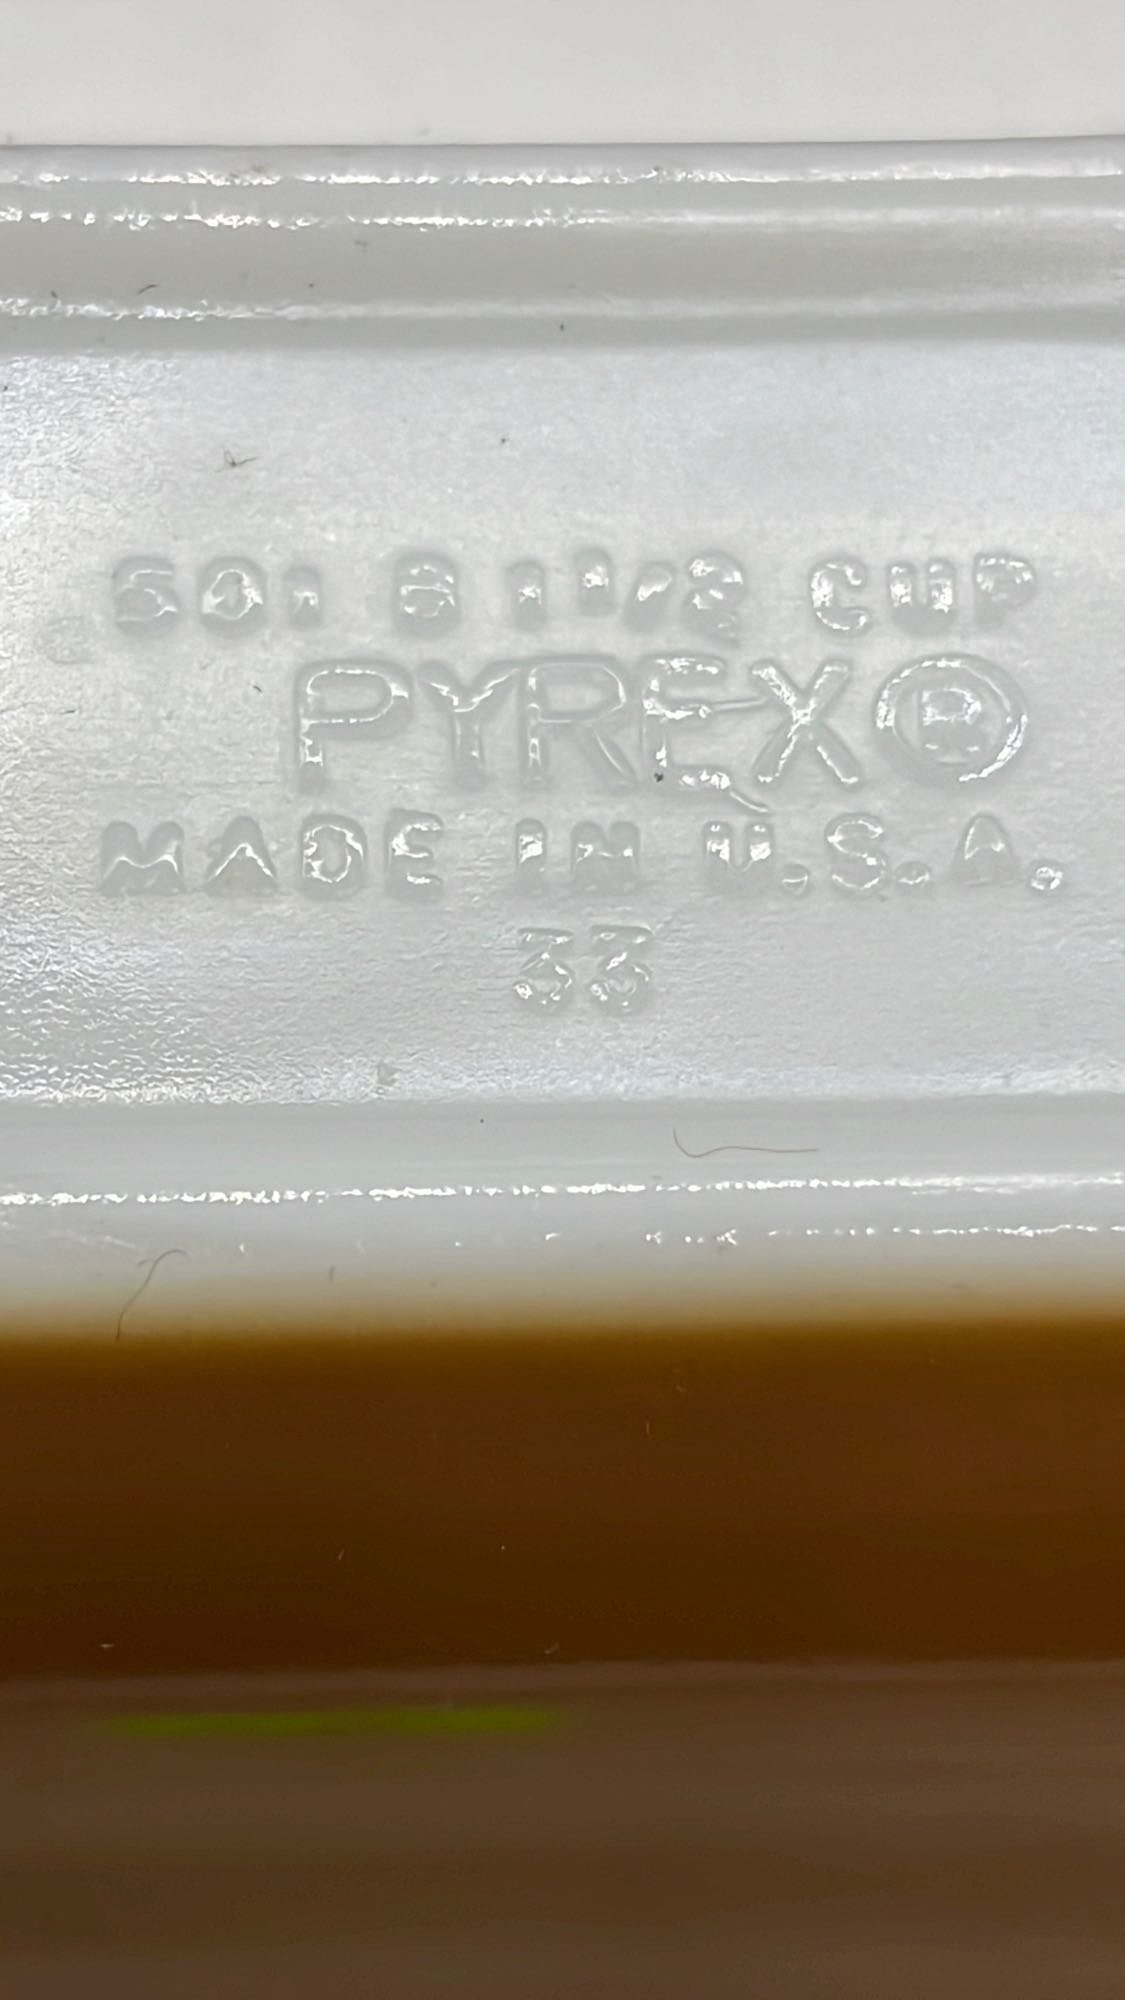 501 B 1 1/2 CUP
PYREX®
MADE IN U.S.A.
33